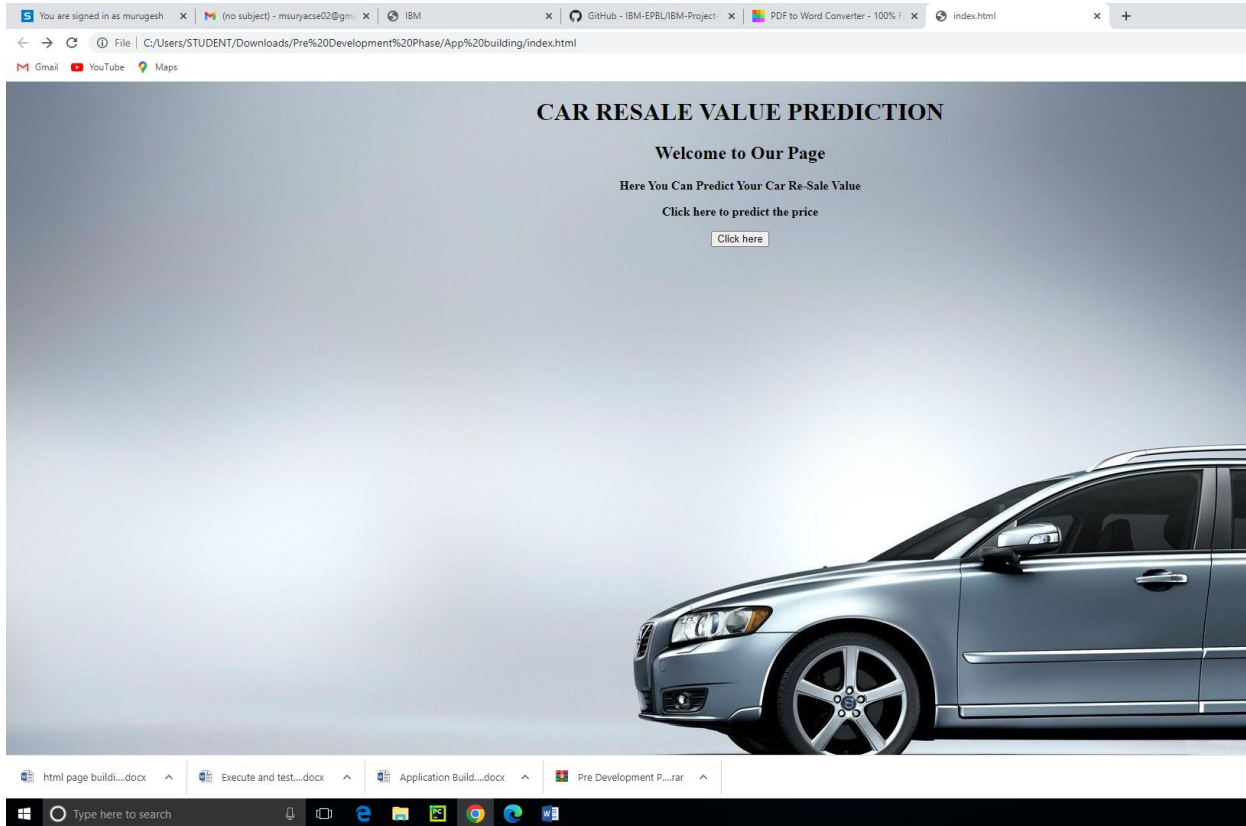 You are signed in as murugesh
(no subject) - msuryacse02@gm
IBM
GitHub - IBM-EPBL/IBM-Project-
PDF to Word Converter - 100% F
index.html
File
C:/Users/STUDENT/Downloads/Pre%20Development%20Phase/App%20building/index.html
Gmail
YouTube
Maps
CAR RESALE VALUE PREDICTION
Welcome to Our Page
Here You Can Predict Your Car Re-Sale Value
Click here to predict the price
Click here
html page buildi....docx
Execute and test....docx
Application Build....docx
Pre Development P....rar
Type here to search